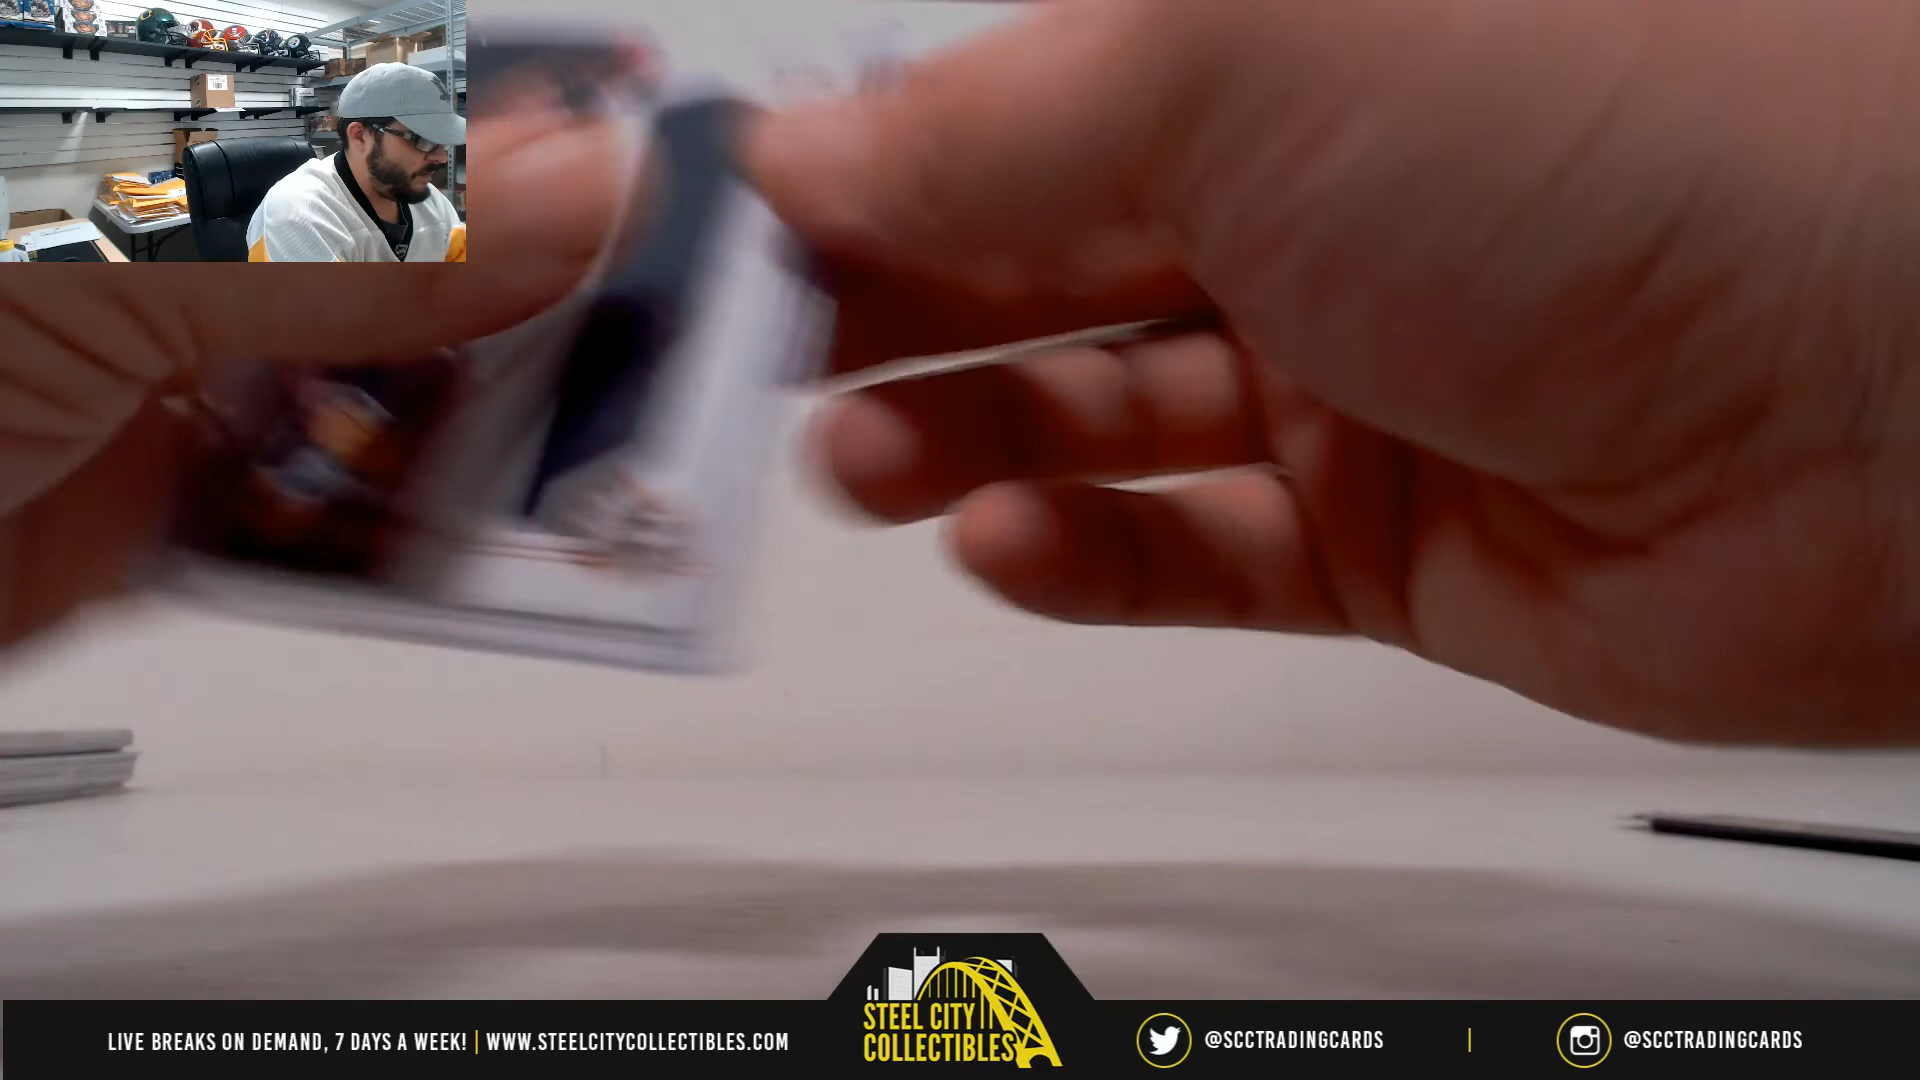 LIVE BREAKS ON DEMAND, 7 DAYS A WEEK! | WWW.STEELCITYCOLLECTIBLES.COM
STEEL CITY
COLLECTIBLES
@SCCTRADINGCARDS | @SCCTRADINGCARDS